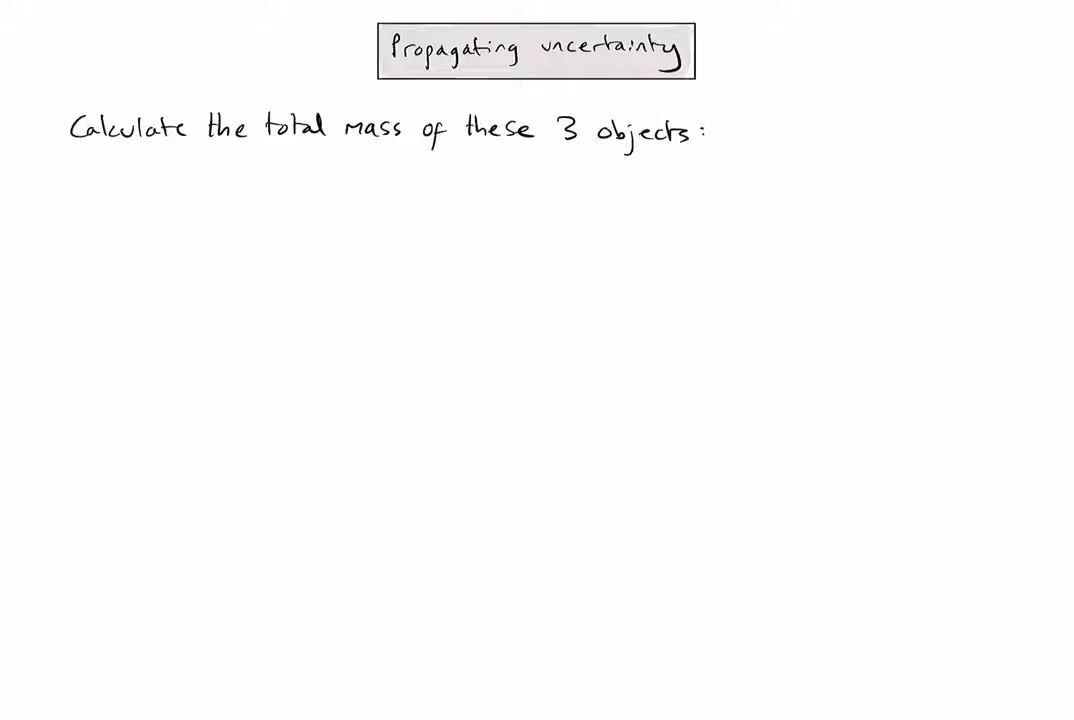 Propagating uncertainty
Calculate the total mass of these 3 objects: